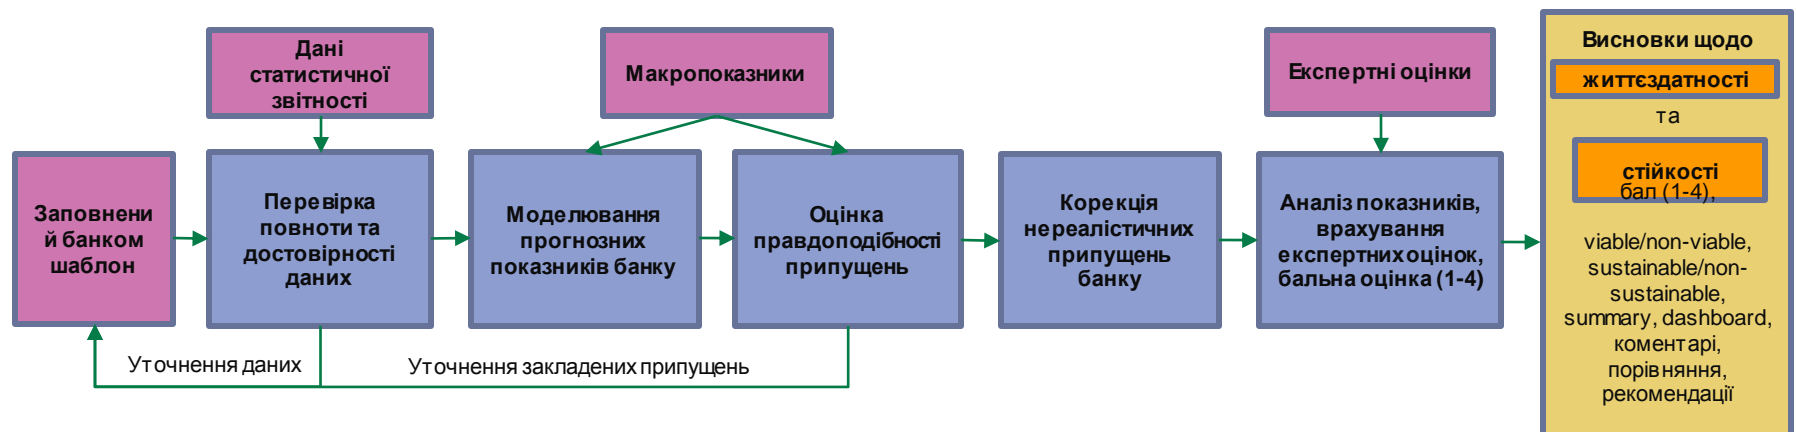 Дані
статистичної
звітності
Макропоказники
Експертні оцінки
Заповнени
й банком
шаблон
Перевірка
повноти та
достовірності
даних
Моделювання
прогнозних
показників банку
Оцінка
правдоподібності
припущень
Корекція
нереалістичних
припущень
банку
Аналіз показників,
врахування
експертних оцінок,
бальна оцінка (1-4)
Висновки щодо
життєздатності
та
стійкості
бал (1-4),
viable/non-viable,
sustainable/non-
sustainable,
summary, dashboard,
коментарі,
порівняння,
рекомендації
Уточнення даних
Уточнення закладених припущень